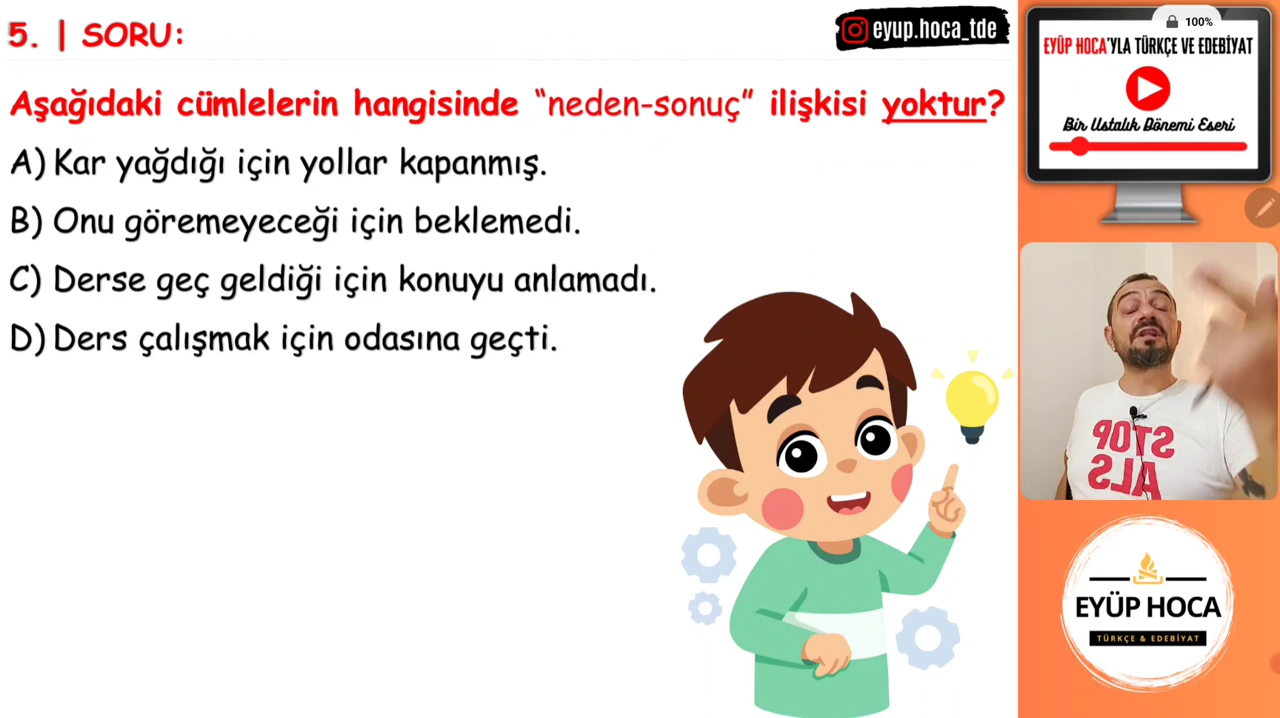 5. | SORU:
eyup.hoca_tde
Aşağıdaki cümlelerin hangisinde “neden-sonuç” ilişkisi yoktur?
A) Kar yağdığı için yollar kapanmış.
B) Onu göremeyeceği için beklemedi.
C) Derse geç geldiği için konuyu anlamadı.
D) Ders çalışmak için odasına geçti.
100%
EYÜP HOCA'YLA TÜRKÇE VE EDEBİYAT
Bir Ustalık Dönemi Eseri
STOP
ALS
EYÜP HOCA
TÜRKÇE & EDEBİYAT